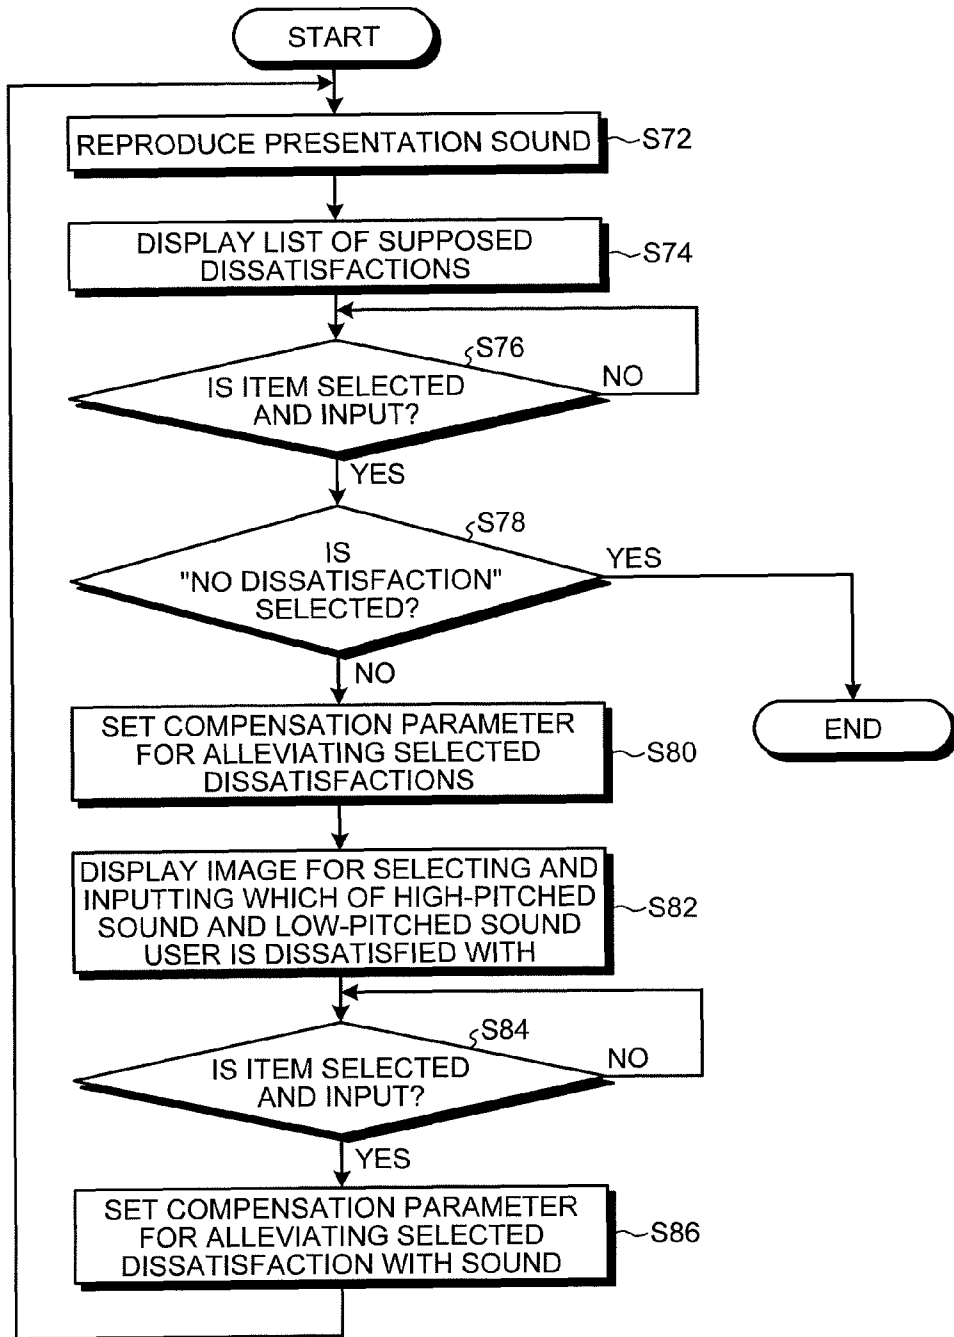 START
REPRODUCE PRESENTATION SOUND
S72
DISPLAY LIST OF SUPPOSED
DISSATISFACTIONS
S74
S76
IS ITEM SELECTED
AND INPUT?
NO
YES
S78
IS
"NO DISSATISFACTION"
SELECTED?
YES
NO
END
SET COMPENSATION PARAMETER
FOR ALLEVIATING SELECTED
DISSATISFACTIONS
S80
DISPLAY IMAGE FOR SELECTING AND
INPUTTING WHICH OF HIGH-PITCHED
SOUND AND LOW-PITCHED SOUND
USER IS DISSATISFIED WITH
S82
S84
IS ITEM SELECTED
AND INPUT?
NO
YES
SET COMPENSATION PARAMETER
FOR ALLEVIATING SELECTED
DISSATISFACTION WITH SOUND
S86